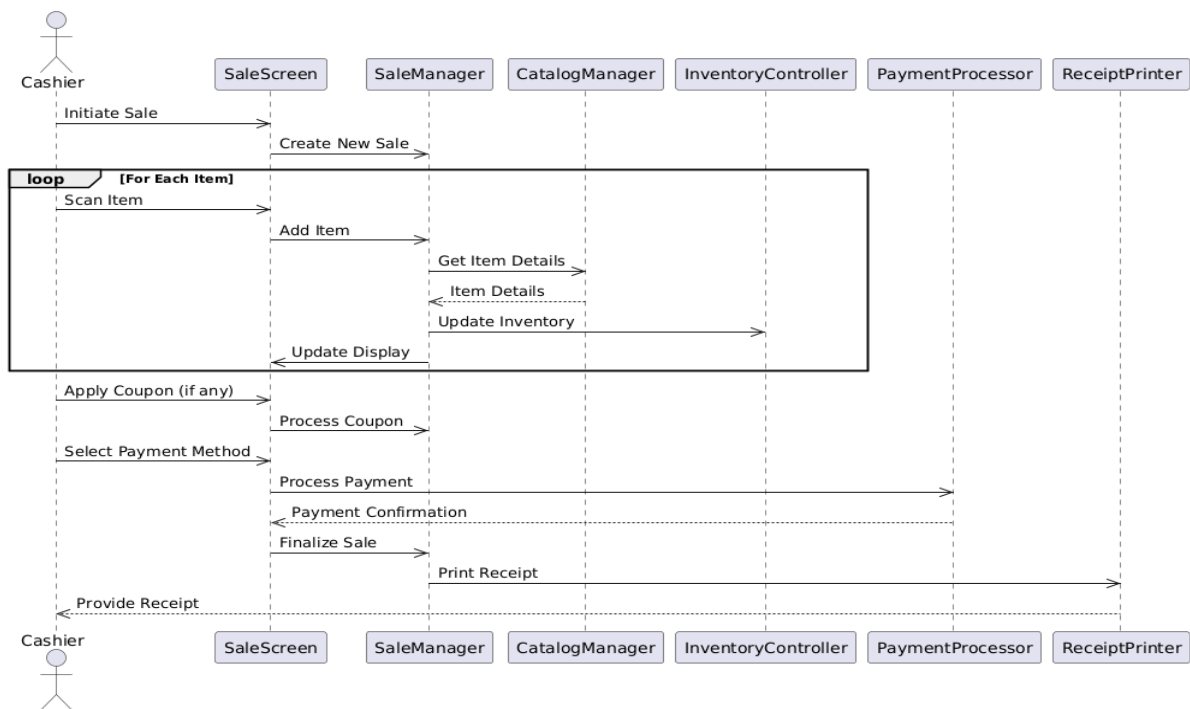 Cashier
SaleScreen
SaleManager
CatalogManager
InventoryController
PaymentProcessor
ReceiptPrinter
Initiate Sale
Create New Sale
loop
[For Each Item]
Scan Item
Add Item
Get Item Details
Item Details
Update Inventory
Update Display
Apply Coupon (if any)
Process Coupon
Select Payment Method
Process Payment
Payment Confirmation
Finalize Sale
Print Receipt
Provide Receipt
Cashier
SaleScreen
SaleManager
CatalogManager
InventoryController
PaymentProcessor
ReceiptPrinter